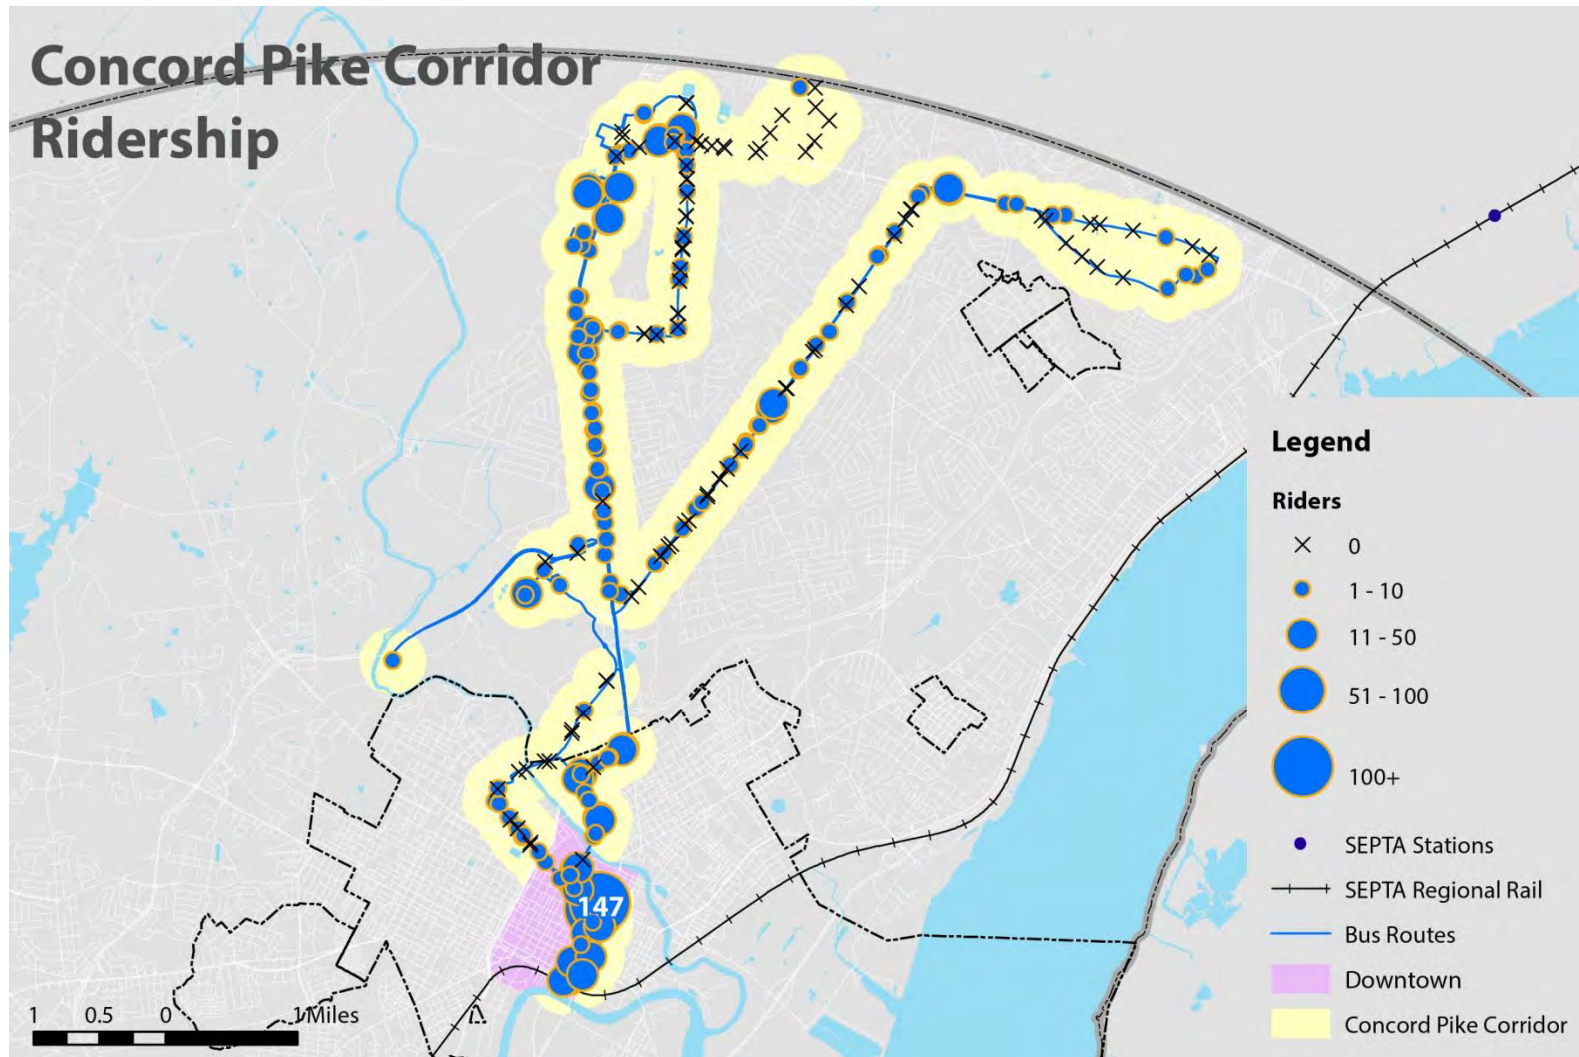 Concord Pike Corridor
Ridership
147
Legend
Riders
0
1 - 10
11 - 50
51 - 100
100+
SEPTA Stations
SEPTA Regional Rail
Bus Routes
Downtown
Concord Pike Corridor
1 0.5 0 1 Miles